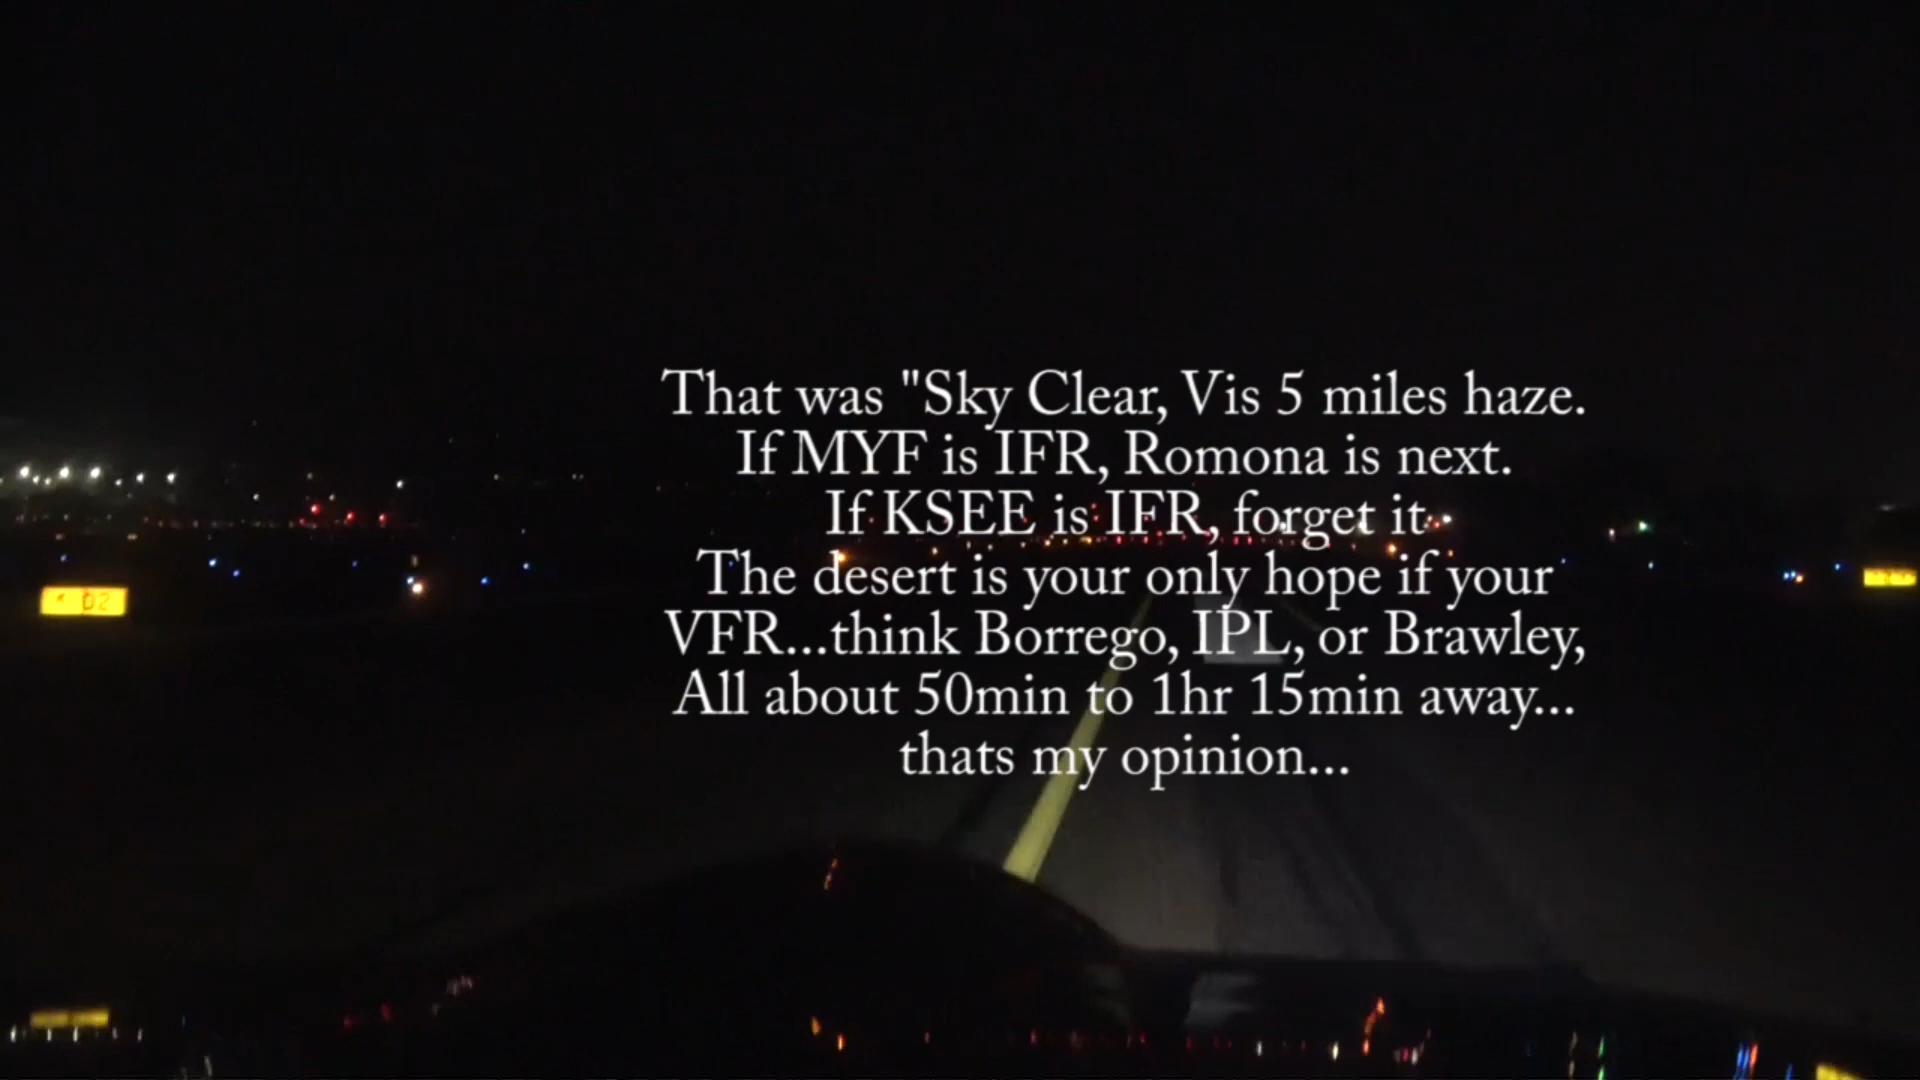 That was "Sky Clear, Vis 5 miles haze.
If MYF is IFR, Romona is next.
If KSEE is IFR, forget it
The desert is your only hope if your
VFR...think Borrego, IPL, or Brawley,
All about 50min to 1hr 15min away...
thats my opinion...
D2